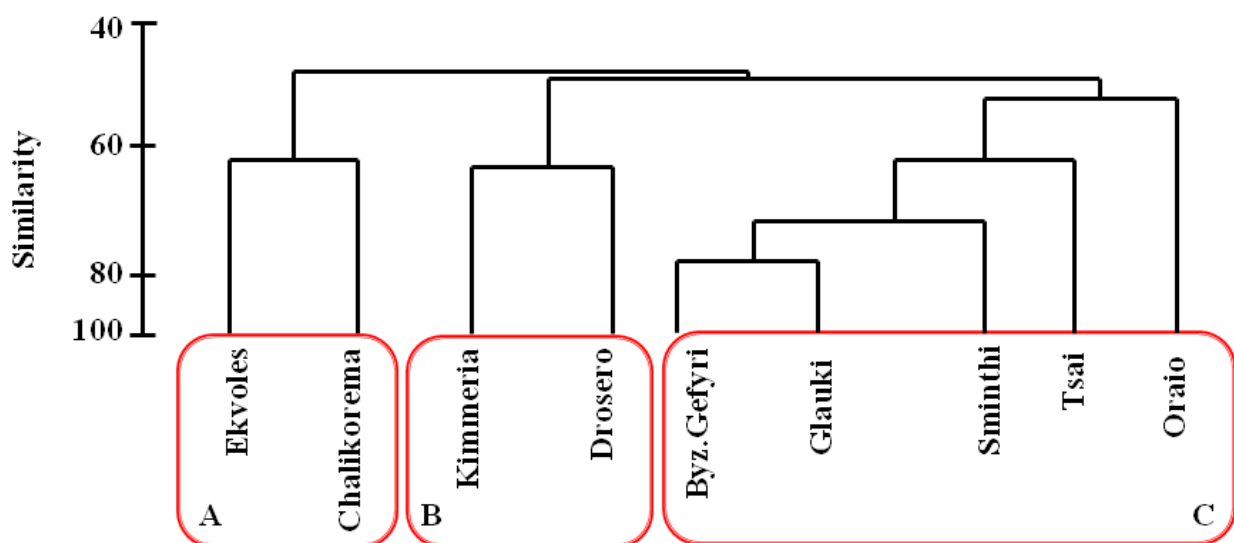 Similarity
40
60
80
100
Ekvoles
Chalikorema
Kimmeria
Drosero
Byz.Gefyri
Glauki
Sminthi
Tsai
Oraio
A
B
C